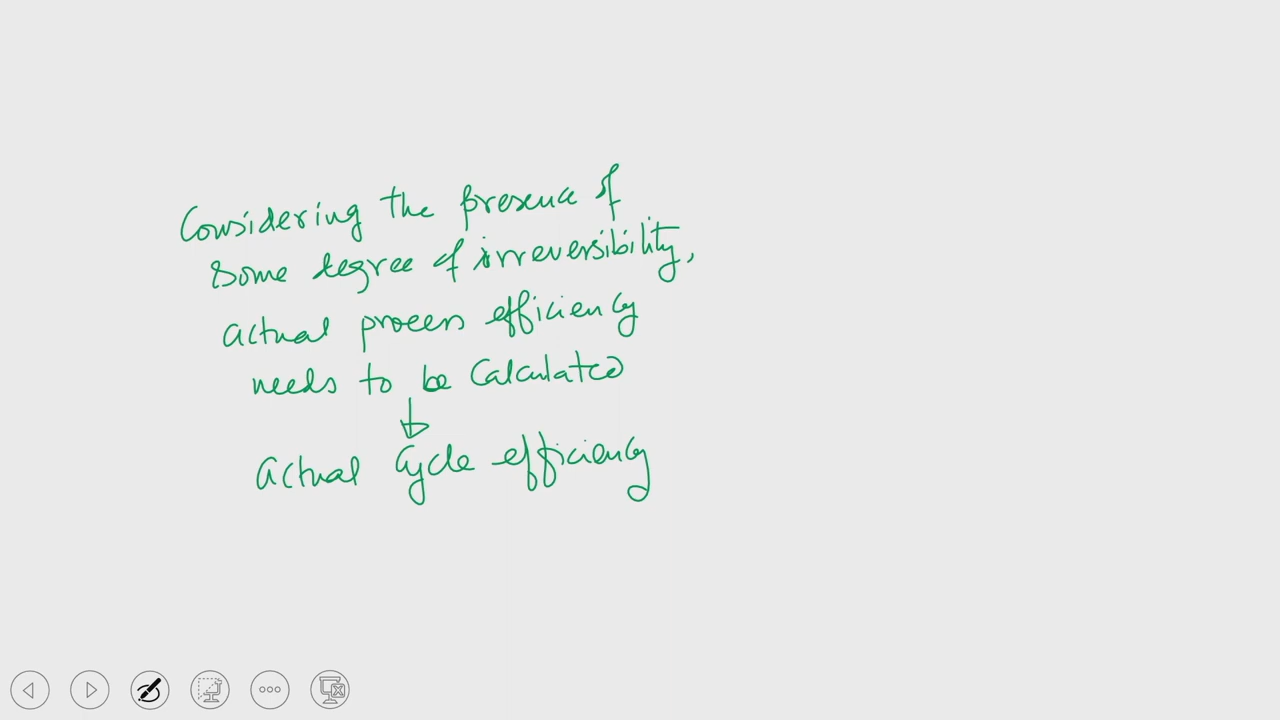 Considering the presence of
Some degree of irreversibility,
actual process efficiency
needs to be Calculated
actual Cycle efficiency